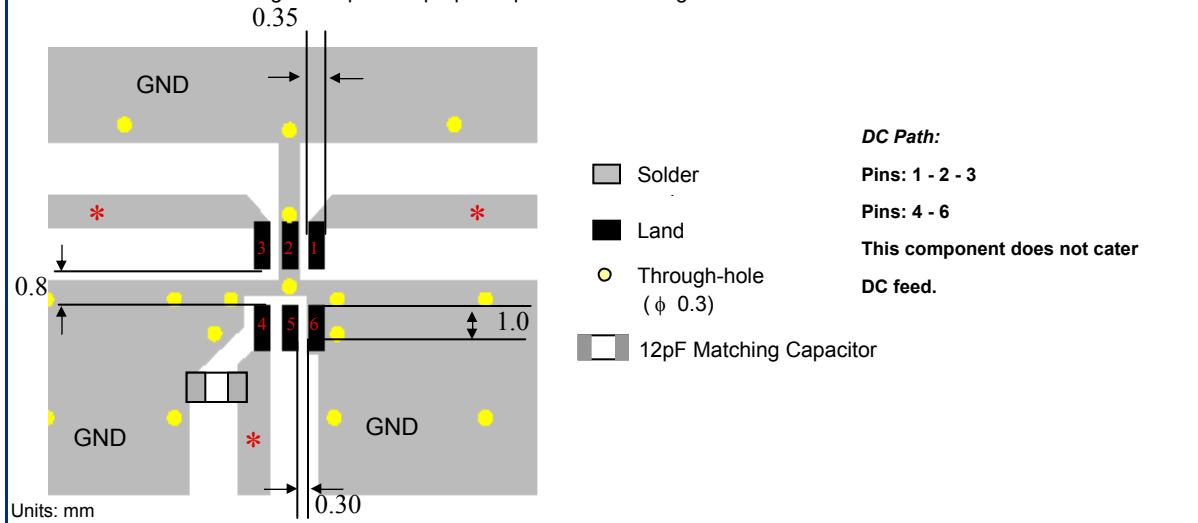 0.35
GND
*
*
3 2 1
0.8
4 5 6
1.0
GND
*
GND
0.30
Units: mm
Solder
Land
Through-hole
( ϕ 0.3)
12pF Matching Capacitor
DC Path:
Pins: 1 - 2 - 3
Pins: 4 - 6
This component does not cater
DC feed.